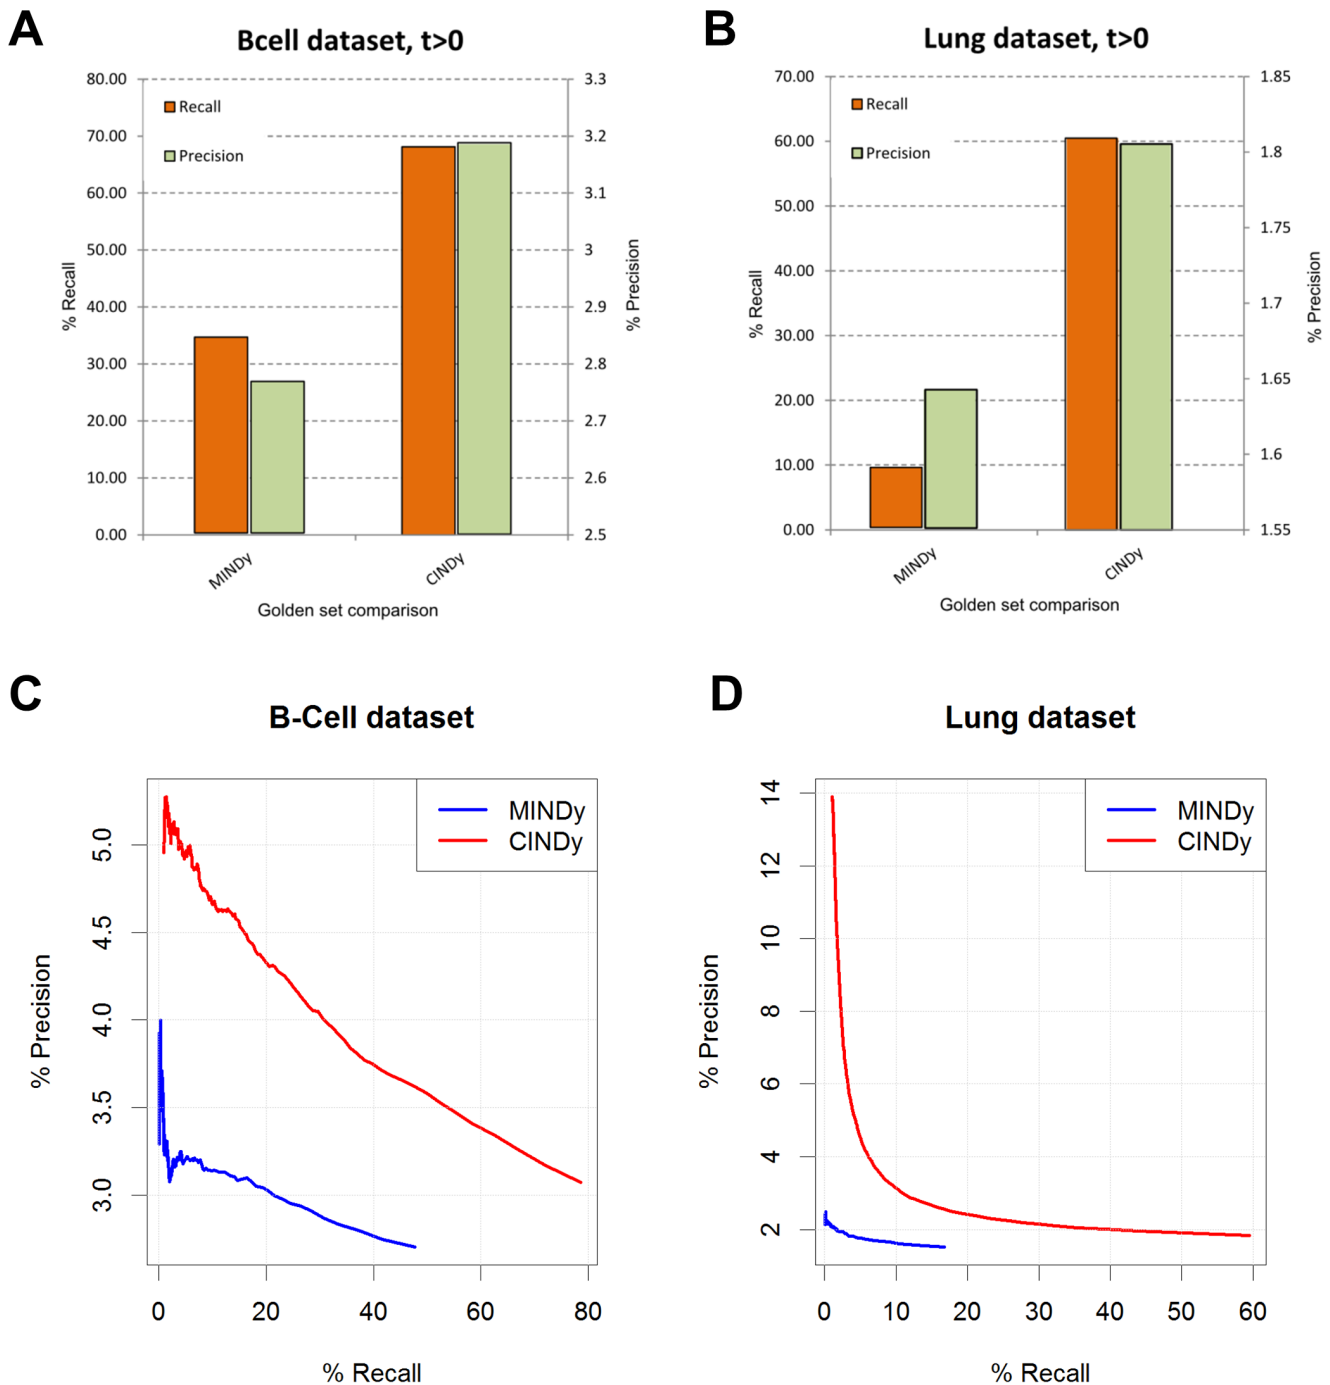 A
Bcell dataset, t>0
80.00
70.00
60.00
50.00
40.00
30.00
20.00
10.00
0.00
% Recall
Recall
Precision
3.3
3.2
3.1
3
2.9
2.8
2.7
2.6
2.5
% Precision
MINDy
CINDy
Golden set comparison
B
Lung dataset, t>0
70.00
60.00
50.00
40.00
30.00
20.00
10.00
0.00
% Recall
Recall
Precision
1.85
1.8
1.75
1.7
1.65
1.6
1.55
% Precision
MINDy
CINDy
Golden set comparison
C
B-Cell dataset
MINDy
CINDy
5.0
4.5
4.0
3.5
3.0
% Precision
0 20 40 60 80
% Recall
D
Lung dataset
MINDy
CINDy
14
12
10
8
6
4
2
% Precision
0 10 20 30 40 50 60
% Recall